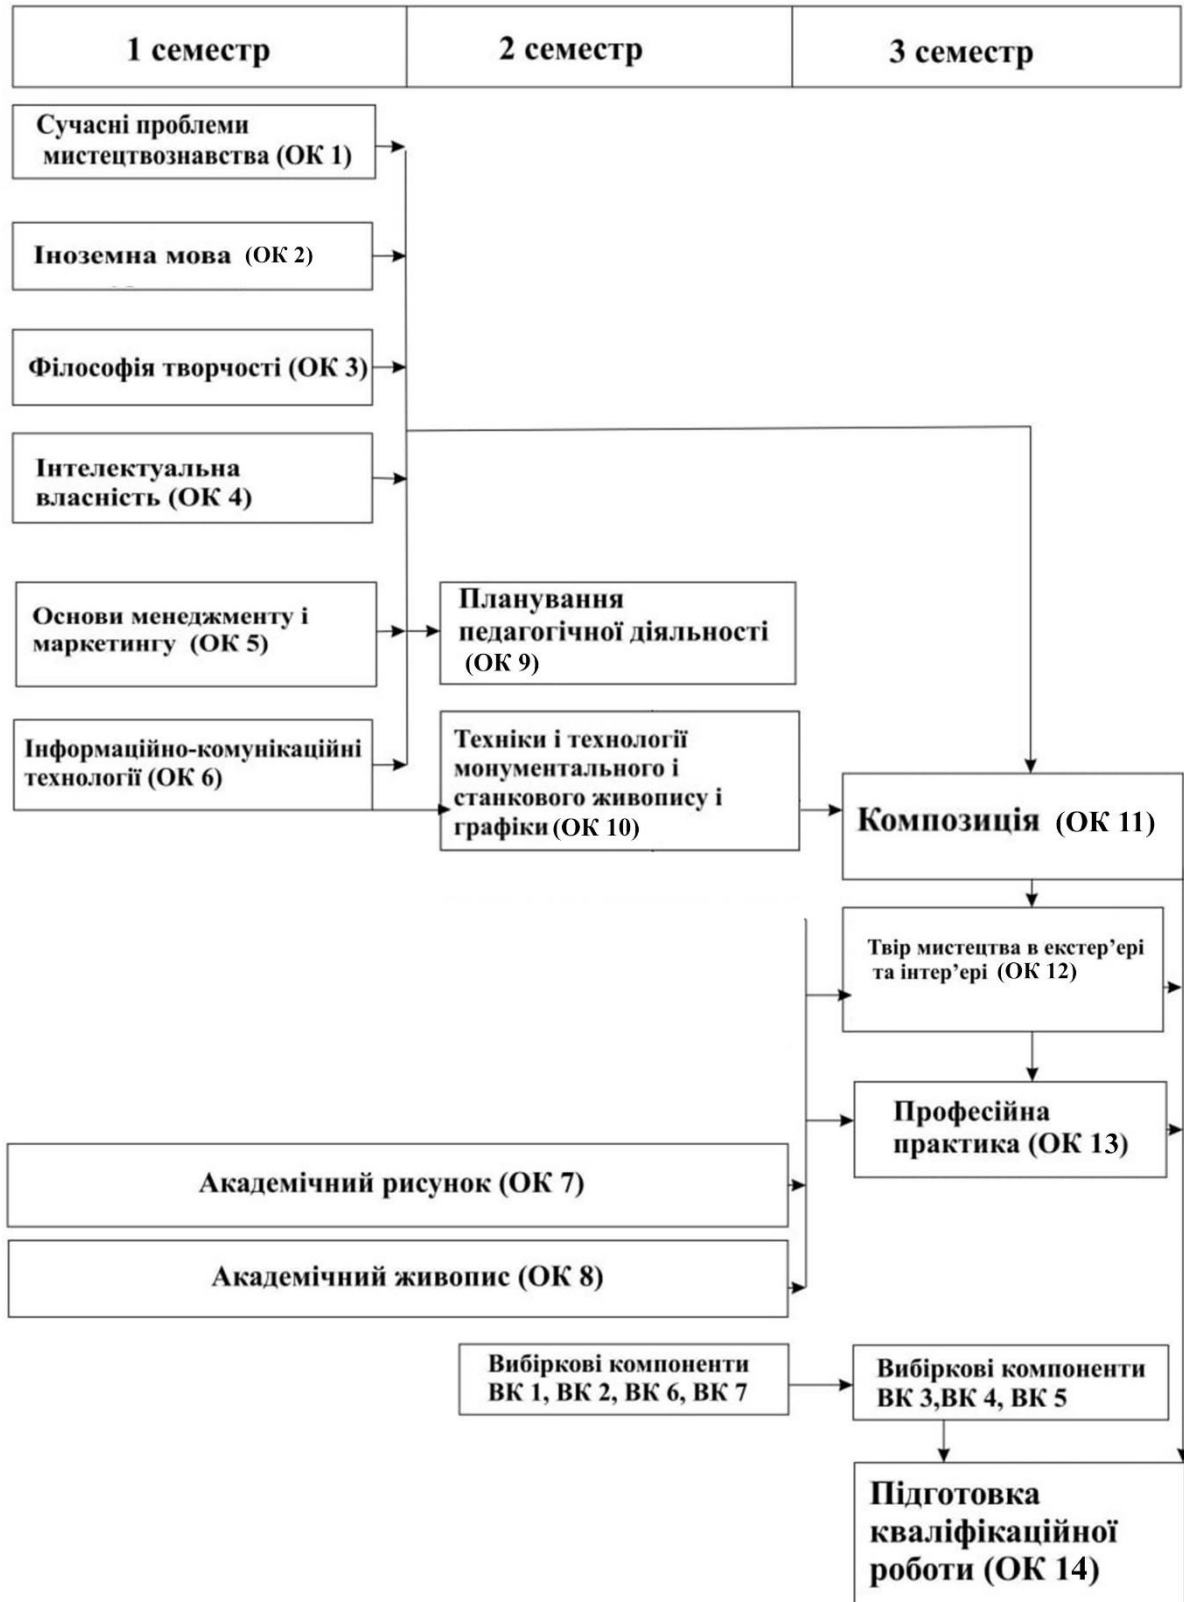 1 семестр
2 семестр
3 семестр
Сучасні проблеми
мистецтвознавства (ОК 1)
Іноземна мова (ОК 2)
Філософія творчості (ОК 3)
Інтелектуальна
власність (ОК 4)
Основи менеджменту і
маркетингу (ОК 5)
Планування
педагогічної діяльності
(ОК 9)
Інформаційно-комунікаційні
технології (ОК 6)
Техніки і технології
монументального і
станкового живопису і
графіки (ОК 10)
Композиція (ОК 11)
Твір мистецтва в екстер’ері
та інтер’ері (ОК 12)
Професійна
практика (ОК 13)
Академічний рисунок (ОК 7)
Академічний живопис (ОК 8)
Вибіркові компоненти
ВК 1, ВК 2, ВК 6, ВК 7
Вибіркові компоненти
ВК 3,ВК 4, ВК 5
Підготовка
кваліфікаційної
роботи (ОК 14)